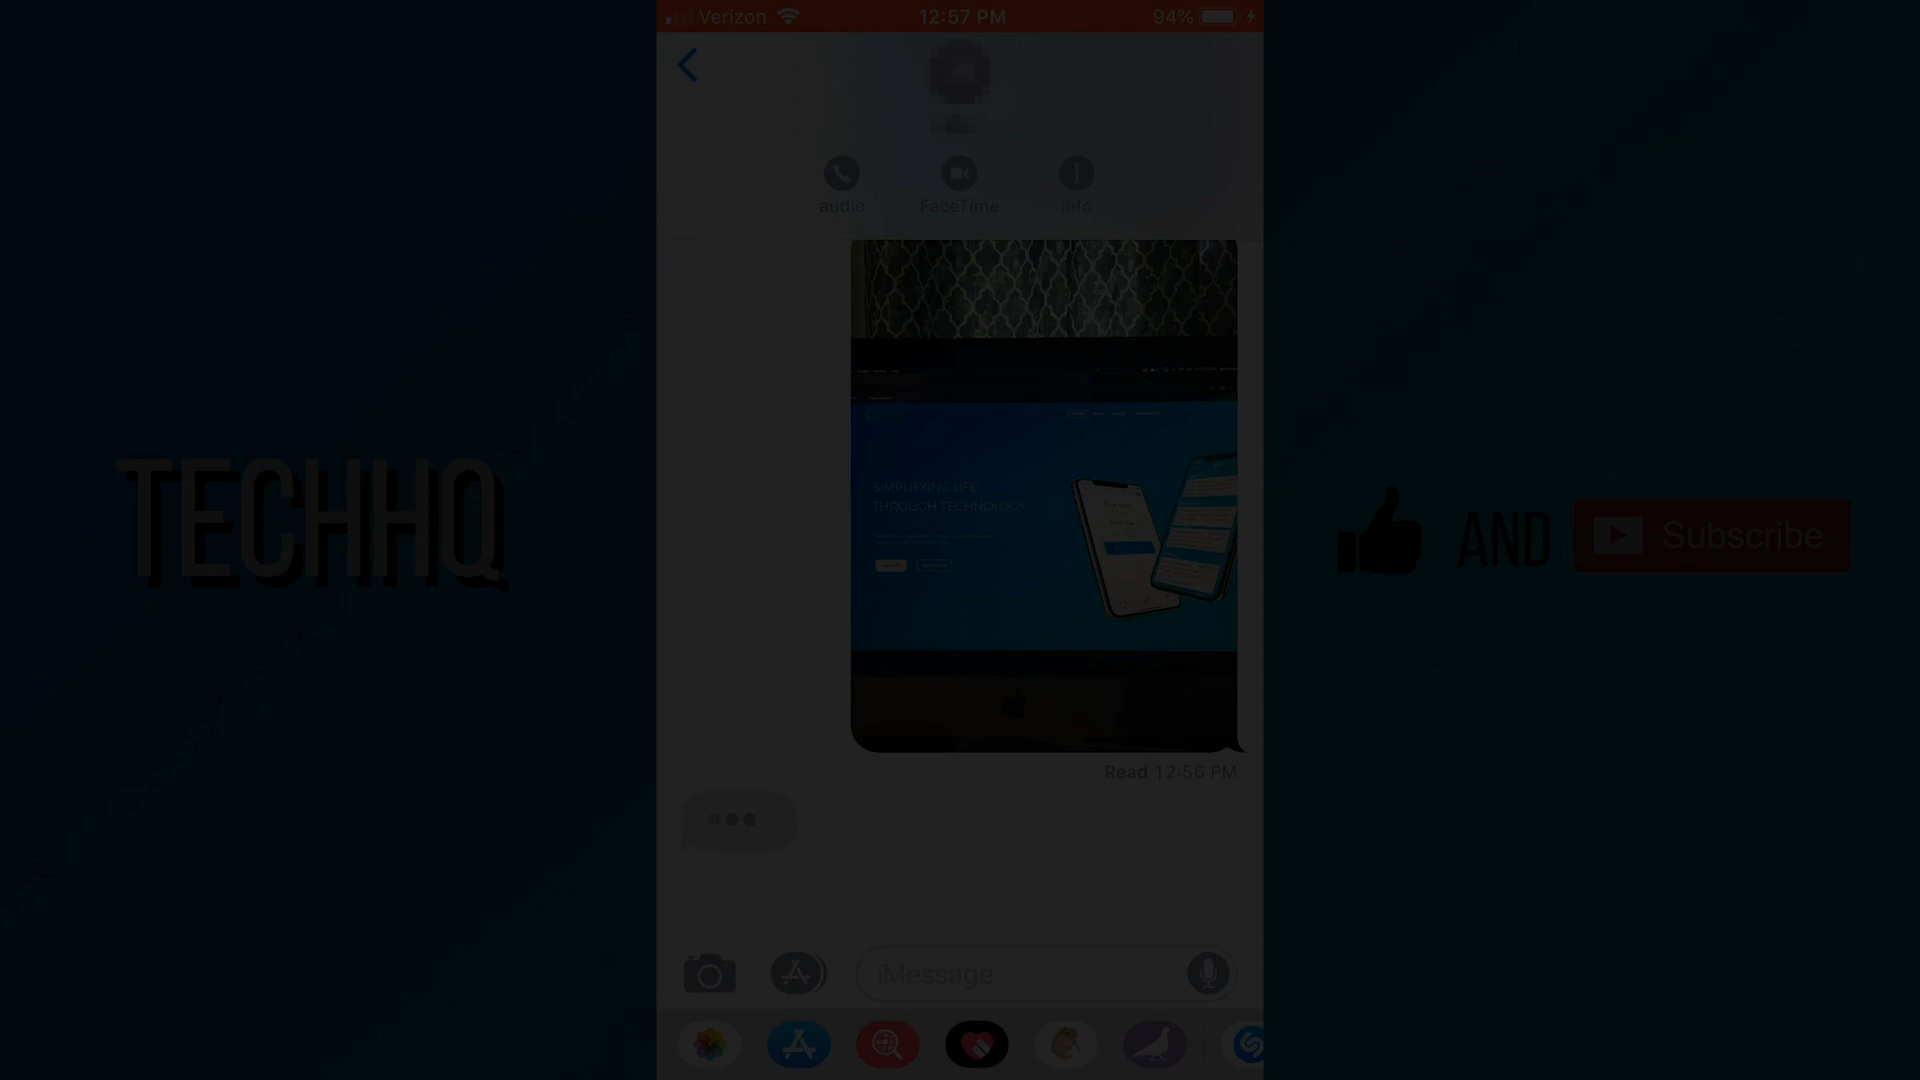 Verizon 12:57 PM 94%
audio FaceTime info
SIMPLIFYING LIFE
THROUGH TECHNOLOGY
TECHHQ
AND Subscribe
Read 12:56 PM
iMessage